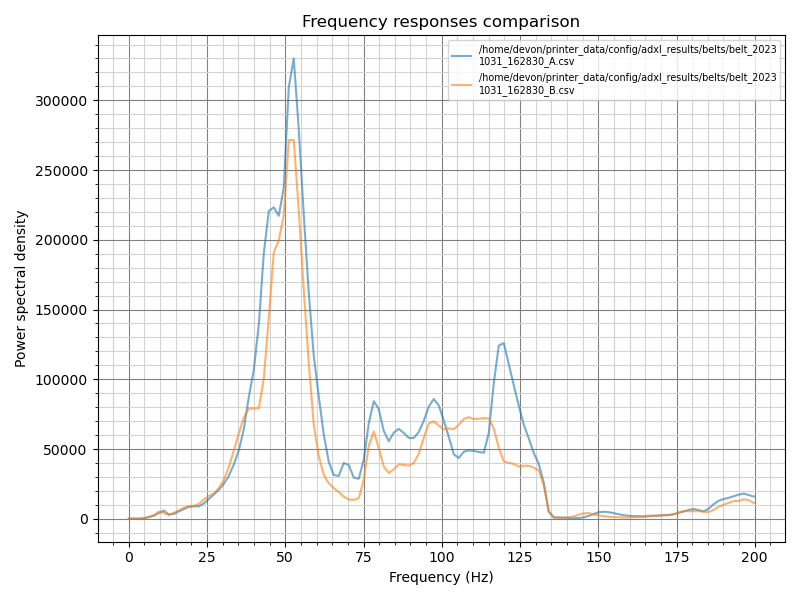 Frequency responses comparison
/home/devon/printer_data/config/adxl_results/belts/belt_2023
1031_162830_A.csv
/home/devon/printer_data/config/adxl_results/belts/belt_2023
1031_162830_B.csv
Power spectral density
300000
250000
200000
150000
100000
50000
0
0 25 50 75 100 125 150 175 200
Frequency (Hz)